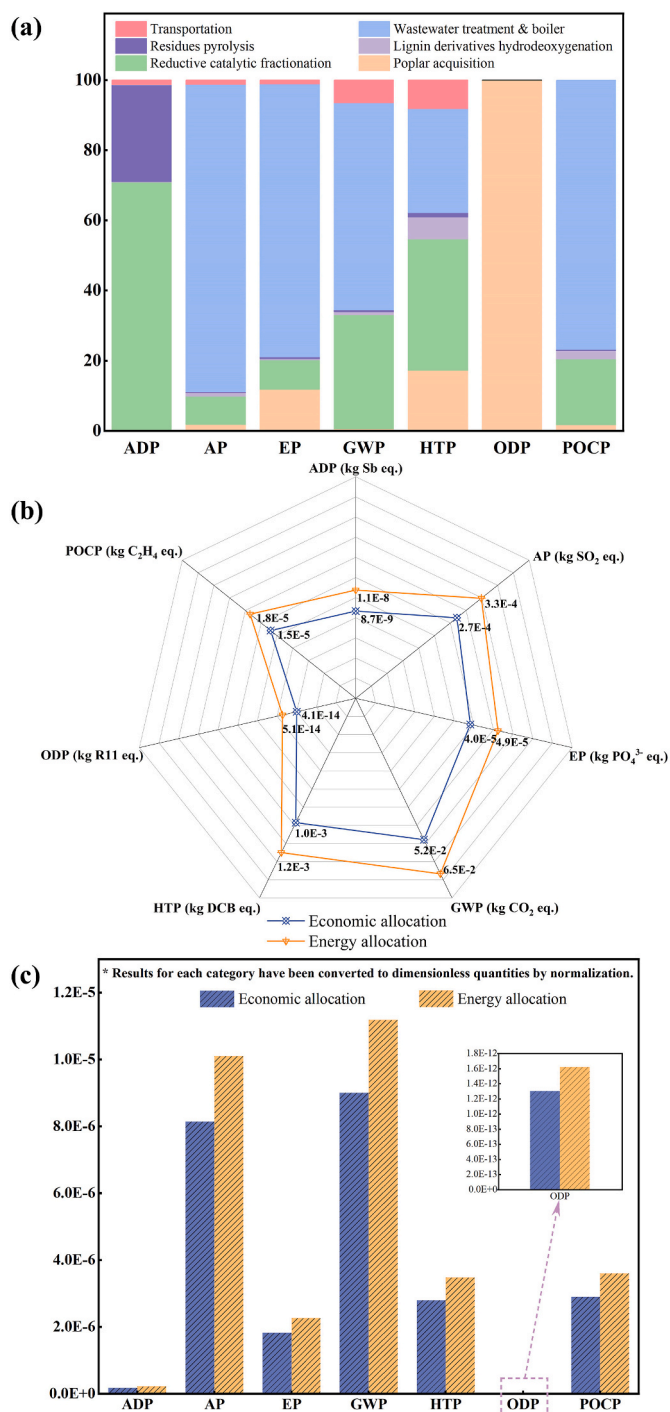 (a)
Transportation
Wastewater treatment & boiler
Residues pyrolysis
Lignin derivatives hydrodeoxygenation
Reductive catalytic fractionation
Poplar acquisition
100
80
60
40
20
0
ADP AP EP GWP HTP ODP POCP
(b)
ADP (kg Sb eq.)
POCP (kg C₂H₄ eq.)
AP (kg SO₂ eq.)
1.1E-8
3.3E-4
1.8E-5
8.7E-9
2.7E-4
1.5E-5
4.1E-14
5.1E-14
4.0E-5
4.9E-5
ODP (kg R11 eq.)
EP (kg PO₄³⁻ eq.)
1.0E-3
5.2E-2
1.2E-3
6.5E-2
HTP (kg DCB eq.)
GWP (kg CO₂ eq.)
Economic allocation
Energy allocation
(c)
* Results for each category have been converted to dimensionless quantities by normalization.
Economic allocation
Energy allocation
1.2E-5
1.0E-5
8.0E-6
6.0E-6
4.0E-6
2.0E-6
0.0E+0
1.8E-12
1.6E-12
1.4E-12
1.2E-12
1.0E-12
8.0E-13
6.0E-13
4.0E-13
2.0E-13
0.0E+0
ODP
ADP AP EP GWP HTP ODP POCP